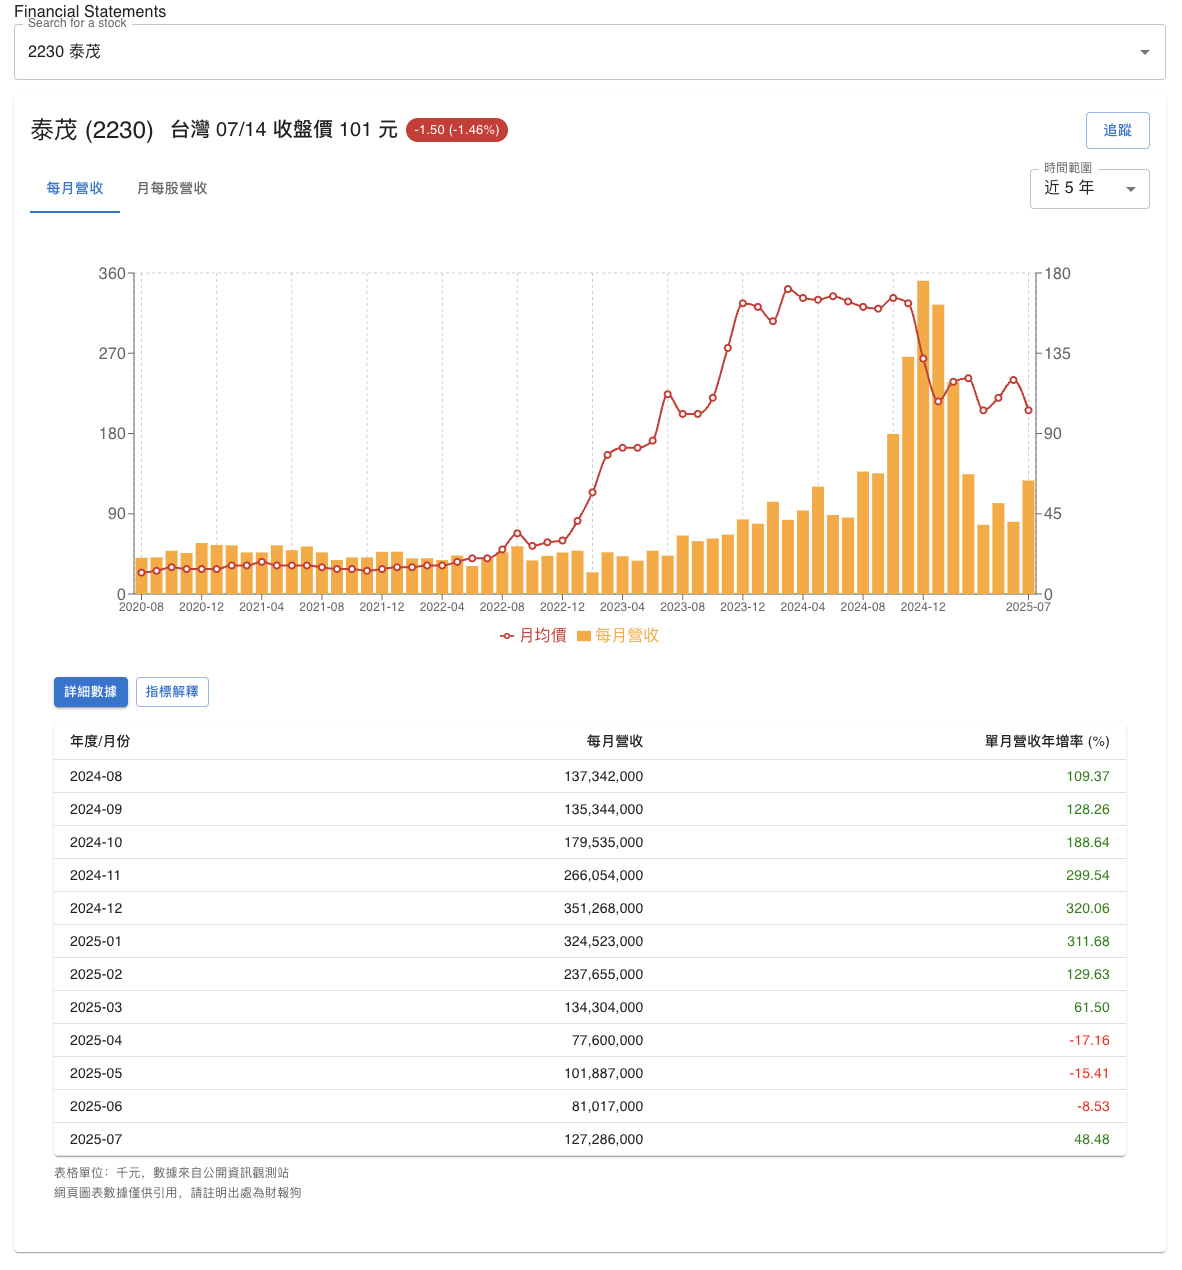 Financial Statements
Search for a stock
2230 泰茂
泰茂 (2230) 台灣 07/14 收盤價 101 元 -1.50 (-1.46%) 追蹤
每月營收 月每股營收
時間範圍
近 5 年
360 180
270 135
180 90
90 45
0 0
2020-08 2020-12 2021-04 2021-08 2021-12 2022-04 2022-08 2022-12 2023-04 2023-08 2023-12 2024-04 2024-08 2024-12 2025-07
月均價 每月營收
詳細數據 指標解釋
年度/月份 每月營收 單月營收年增率 (%)
2024-08 137,342,000 109.37
2024-09 135,344,000 128.26
2024-10 179,535,000 188.64
2024-11 266,054,000 299.54
2024-12 351,268,000 320.06
2025-01 324,523,000 311.68
2025-02 237,655,000 129.63
2025-03 134,304,000 61.50
2025-04 77,600,000 -17.16
2025-05 101,887,000 -15.41
2025-06 81,017,000 -8.53
2025-07 127,286,000 48.48
表格單位：千元，數據來自公開資訊觀測站
網頁圖表數據僅供引用，請註明出處為財報狗